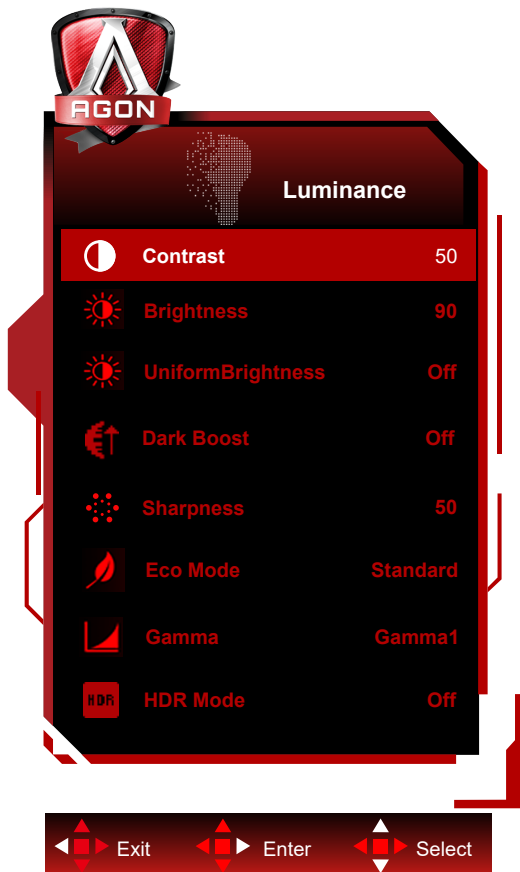 AGON
Luminance
Contrast 50
Brightness 90
UniformBrightness Off
Dark Boost Off
Sharpness 50
Eco Mode Standard
Gamma Gamma1
HDR HDR Mode Off
Exit Enter Select